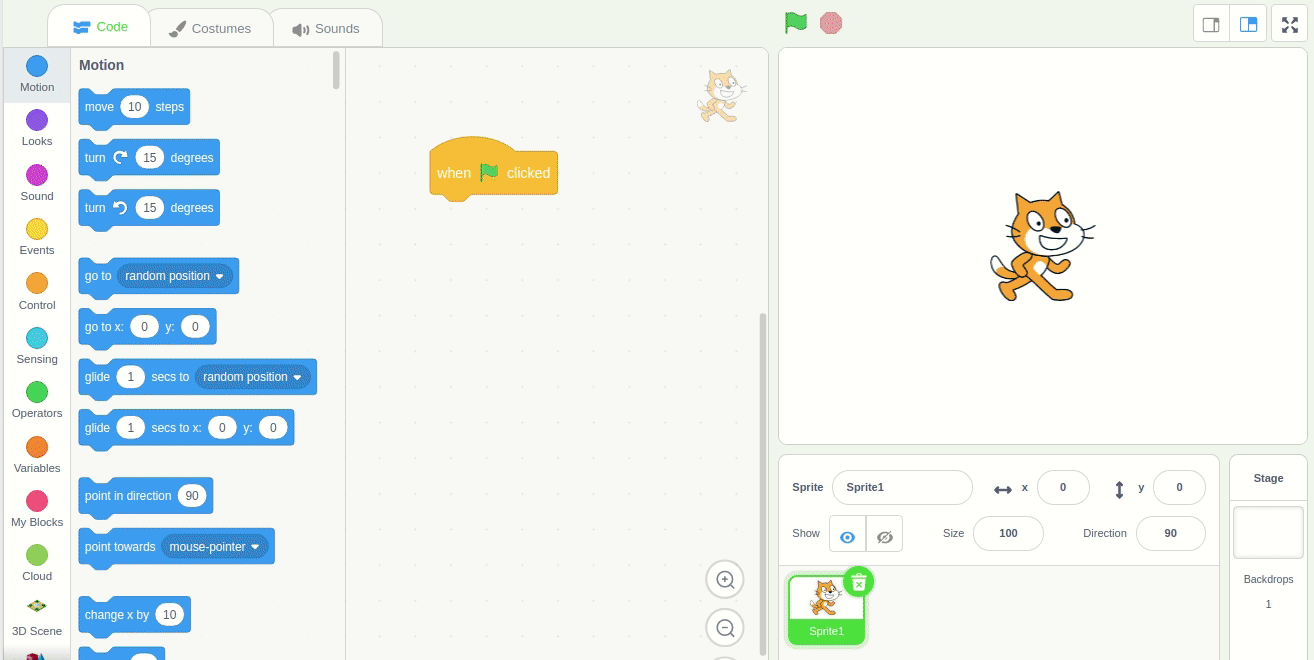 Code
Costumes
Sounds
Motion
Looks
Sound
Events
Control
Sensing
Operators
Variables
My Blocks
Cloud
3D Scene
Motion
move 10 steps
turn 15 degrees
turn 15 degrees
go to random position
go to x: 0 y: 0
glide 1 secs to random position
glide 1 secs to x: 0 y: 0
point in direction 90
point towards mouse-pointer
change x by 10
when clicked
Sprite Sprite1 x 0 y 0
Show Size 100 Direction 90
Sprite1
Stage
Backdrops
1